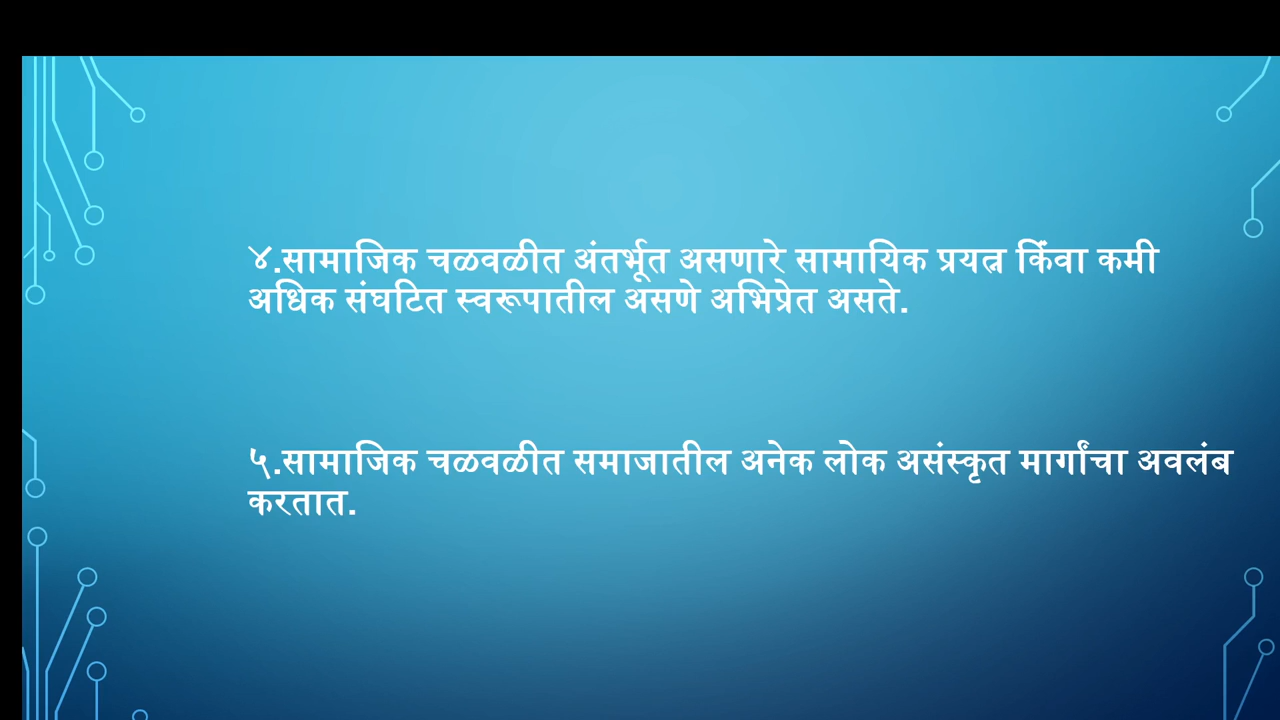 ४.सामाजिक चळवळीत अंतर्भूत असणारे सामायिक प्रयत्न किंवा कमी
अधिक संघटित स्वरूपातील असणे अभिप्रेत असते.
५.सामाजिक चळवळीत समाजातील अनेक लोक असंस्कृत मार्गांचा अवलंब
करतात.